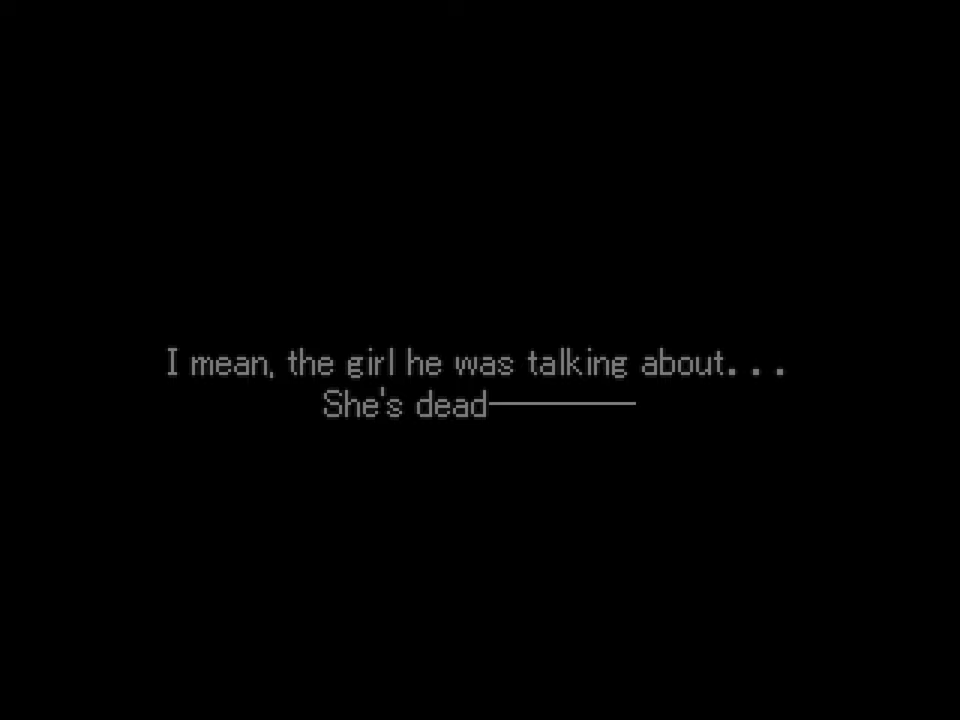 I mean, the girl he was talking about. . .
She's dead————